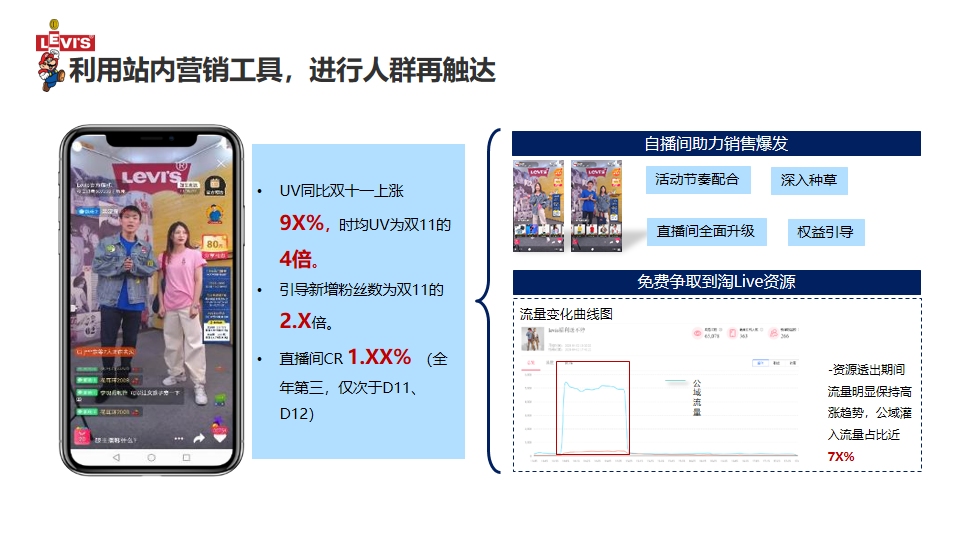 LEVI'S
利用站内营销工具，进行人群再触达
LEVI'S
80元
• UV同比双十一上涨
9X%，时均UV为双11的
4倍。
• 引导新增粉丝数为双11的
2.X倍。
• 直播间CR 1.XX% （全
年第三，仅次于D11、
D12）
自播间助力销售爆发
活动节奏配合
深入种草
直播间全面升级
权益引导
免费争取到淘Live资源
流量变化曲线图
公域流量
-资源透出期间
流量明显保持高
涨趋势，公域灌
入流量占比近
7X%